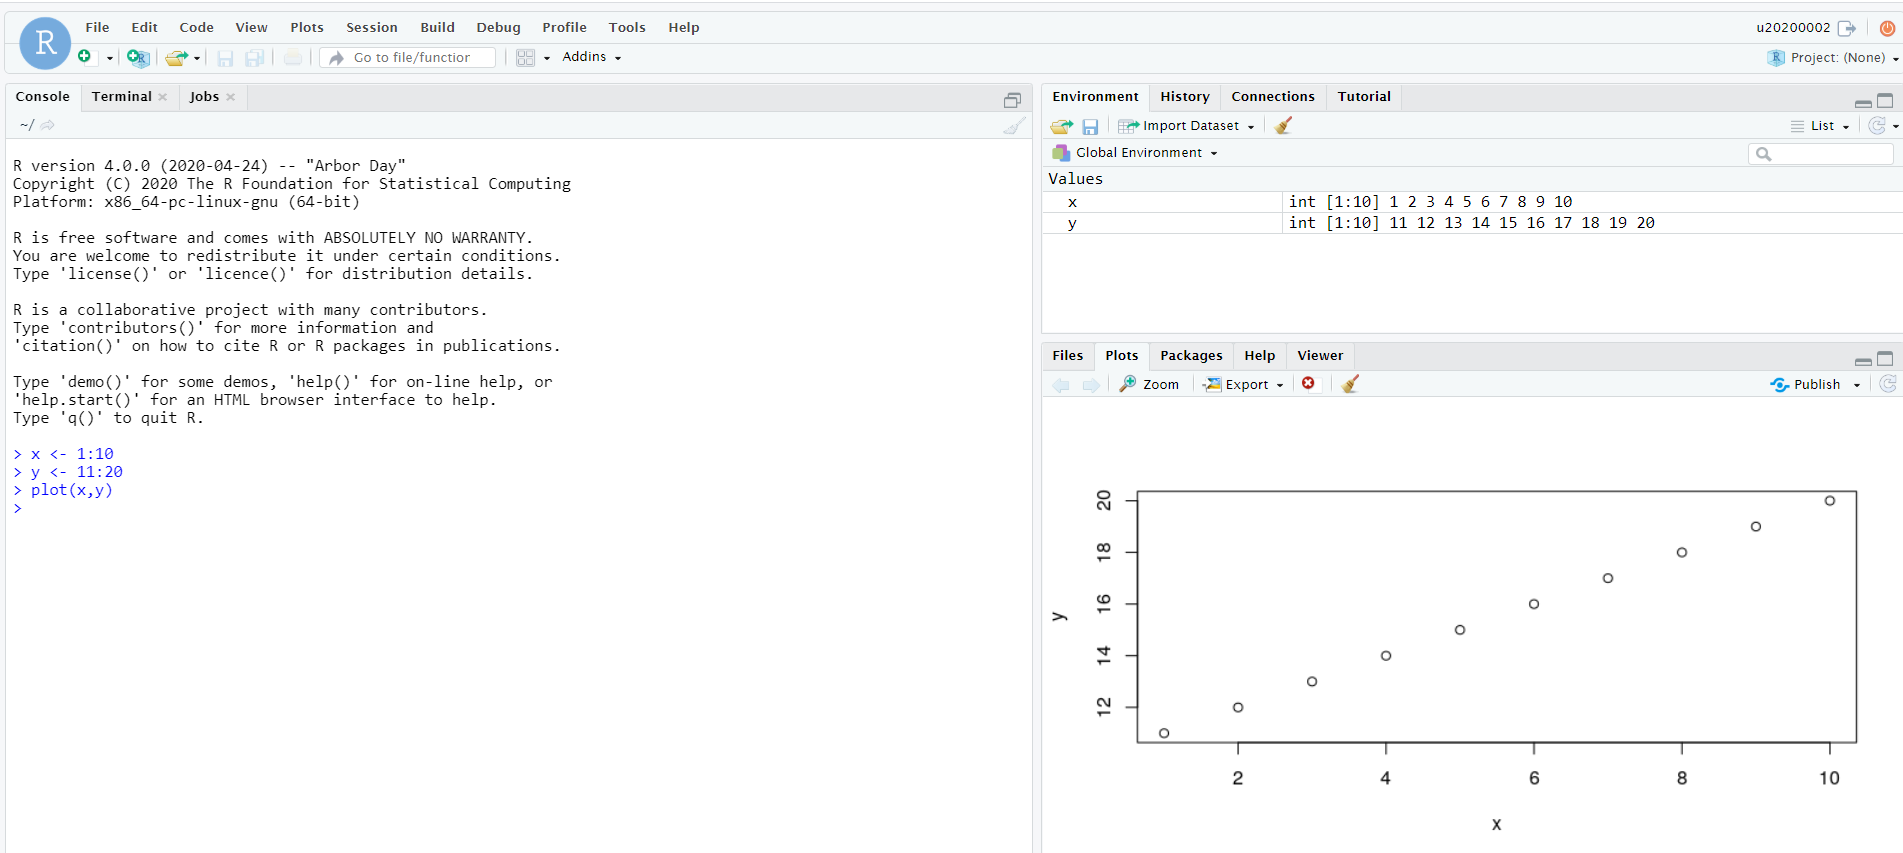 R
File Edit Code View Plots Session Build Debug Profile Tools Help
u20200002
Go to file/functior
Addins
Project: (None)
Console Terminal Jobs
~/
R version 4.0.0 (2020-04-24) -- "Arbor Day"
Copyright (C) 2020 The R Foundation for Statistical Computing
Platform: x86_64-pc-linux-gnu (64-bit)
R is free software and comes with ABSOLUTELY NO WARRANTY.
You are welcome to redistribute it under certain conditions.
Type 'license()' or 'licence()' for distribution details.
R is a collaborative project with many contributors.
Type 'contributors()' for more information and
'citation()' on how to cite R or R packages in publications.
Type 'demo()' for some demos, 'help()' for on-line help, or
'help.start()' for an HTML browser interface to help.
Type 'q()' to quit R.
> x <- 1:10
> y <- 11:20
> plot(x,y)
>
Environment History Connections Tutorial
Import Dataset
List
Global Environment
Values
x int [1:10] 1 2 3 4 5 6 7 8 9 10
y int [1:10] 11 12 13 14 15 16 17 18 19 20
Files Plots Packages Help Viewer
Zoom Export Publish
20
18
16
14
12
y
2 4 6 8 10
x